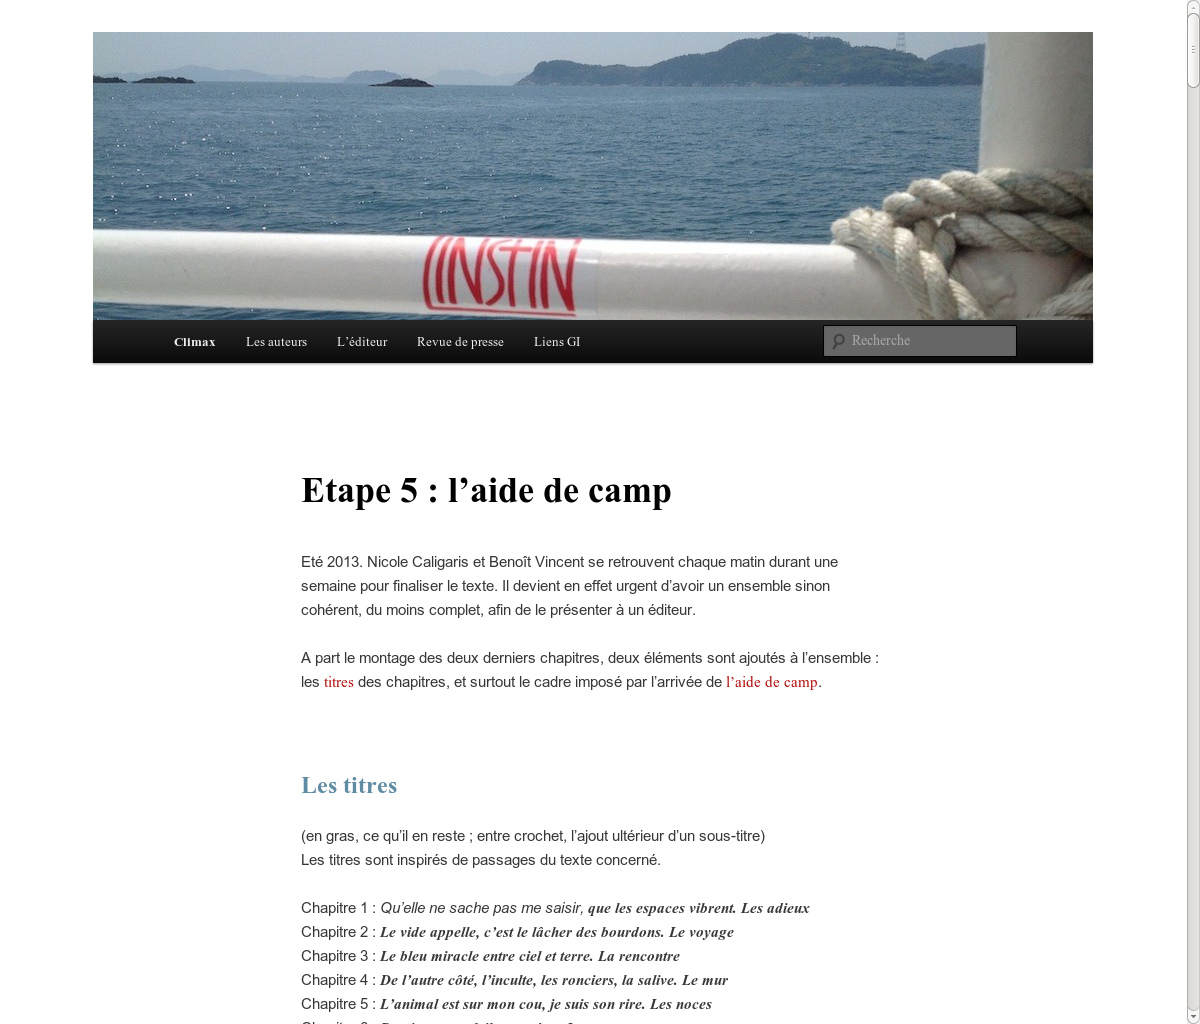 LINSTIN
Climax
Les auteurs
L’éditeur
Revue de presse
Liens GI
Recherche
Etape 5 : l’aide de camp
Eté 2013. Nicole Caligaris et Benoît Vincent se retrouvent chaque matin durant une
semaine pour finaliser le texte. Il devient en effet urgent d’avoir un ensemble sinon
cohérent, du moins complet, afin de le présenter à un éditeur.
A part le montage des deux derniers chapitres, deux éléments sont ajoutés à l’ensemble :
les titres des chapitres, et surtout le cadre imposé par l’arrivée de l’aide de camp.
Les titres
(en gras, ce qu’il en reste ; entre crochet, l’ajout ultérieur d’un sous-titre)
Les titres sont inspirés de passages du texte concerné.
Chapitre 1 : Qu’elle ne sache pas me saisir, que les espaces vibrent. Les adieux
Chapitre 2 : Le vide appelle, c’est le lâcher des bourdons. Le voyage
Chapitre 3 : Le bleu miracle entre ciel et terre. La rencontre
Chapitre 4 : De l’autre côté, l’inculte, les ronciers, la salive. Le mur
Chapitre 5 : L’animal est sur mon cou, je suis son rire. Les noces